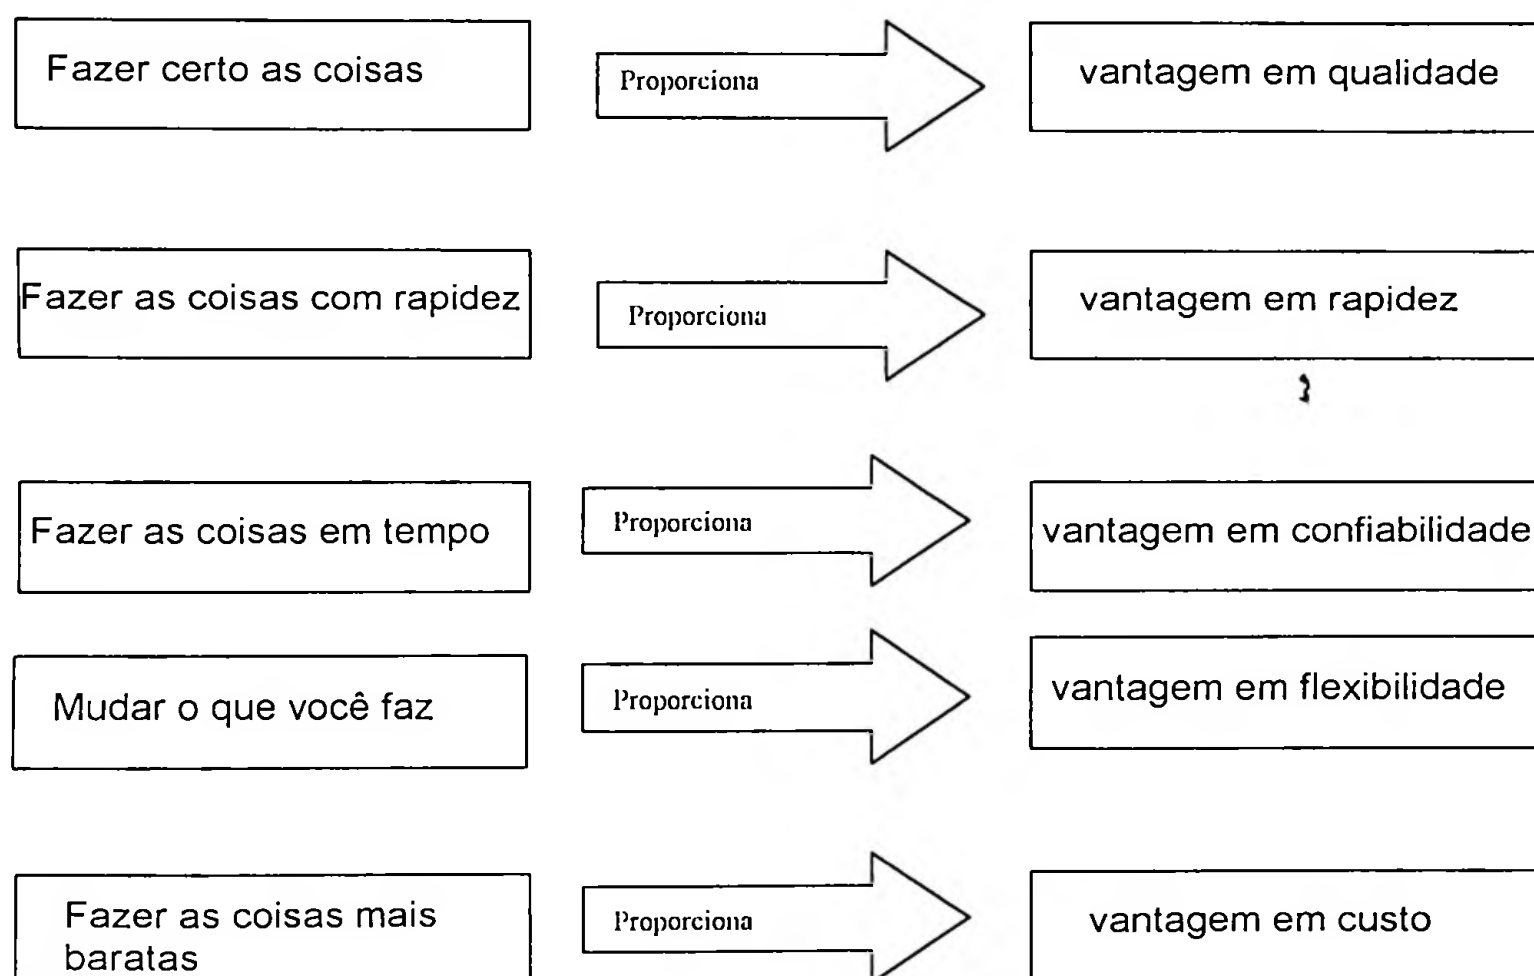 Fazer certo as coisas
Proporciona
vantagem em qualidade
Fazer as coisas com rapidez
Proporciona
vantagem em rapidez
Fazer as coisas em tempo
Proporciona
vantagem em confiabilidade
Mudar o que você faz
Proporciona
vantagem em flexibilidade
Fazer as coisas mais
baratas
Proporciona
vantagem em custo